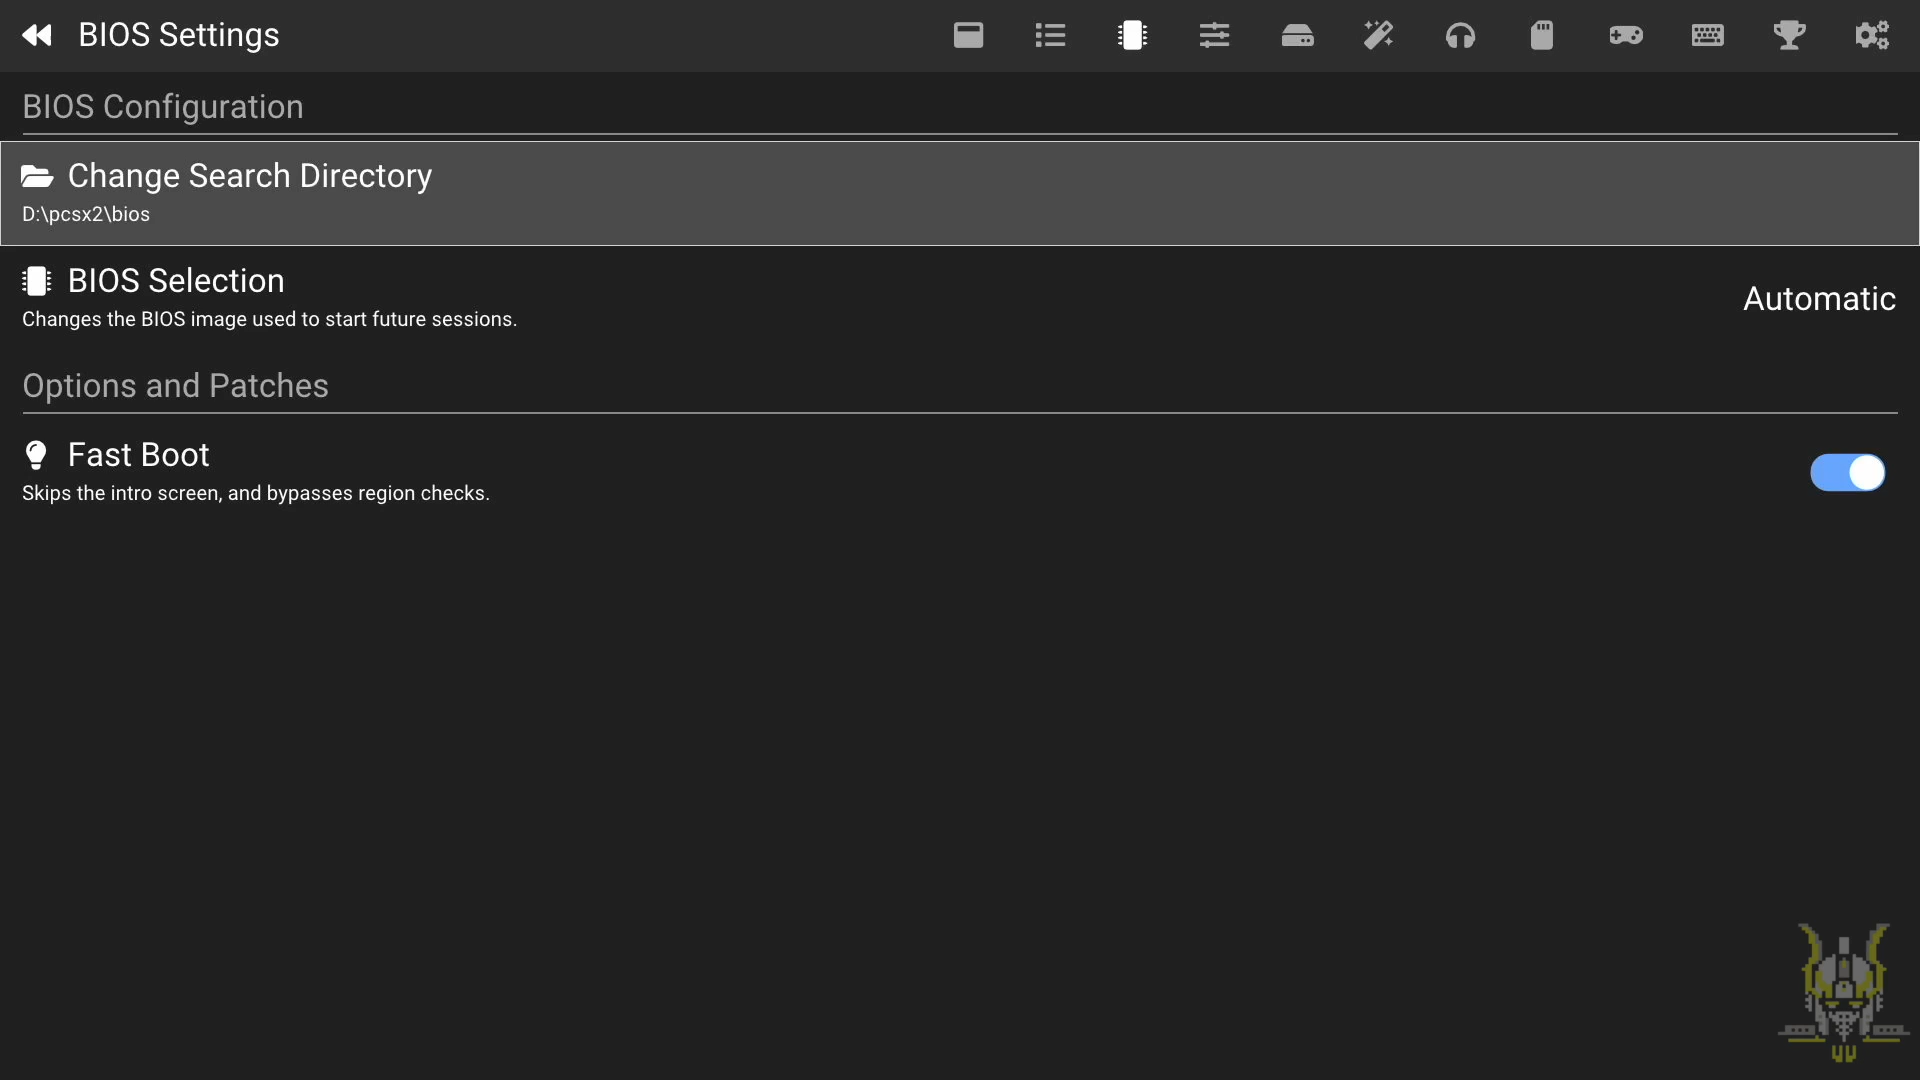 BIOS Settings
BIOS Configuration
Change Search Directory
D:\pcsx2\bios
BIOS Selection
Changes the BIOS image used to start future sessions.
Automatic
Options and Patches
Fast Boot
Skips the intro screen, and bypasses region checks.